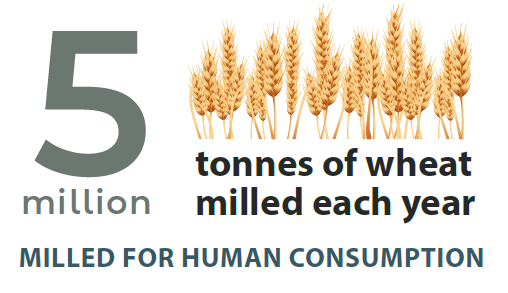 5
million
tonnes of wheat
milled each year
MILLED FOR HUMAN CONSUMPTION